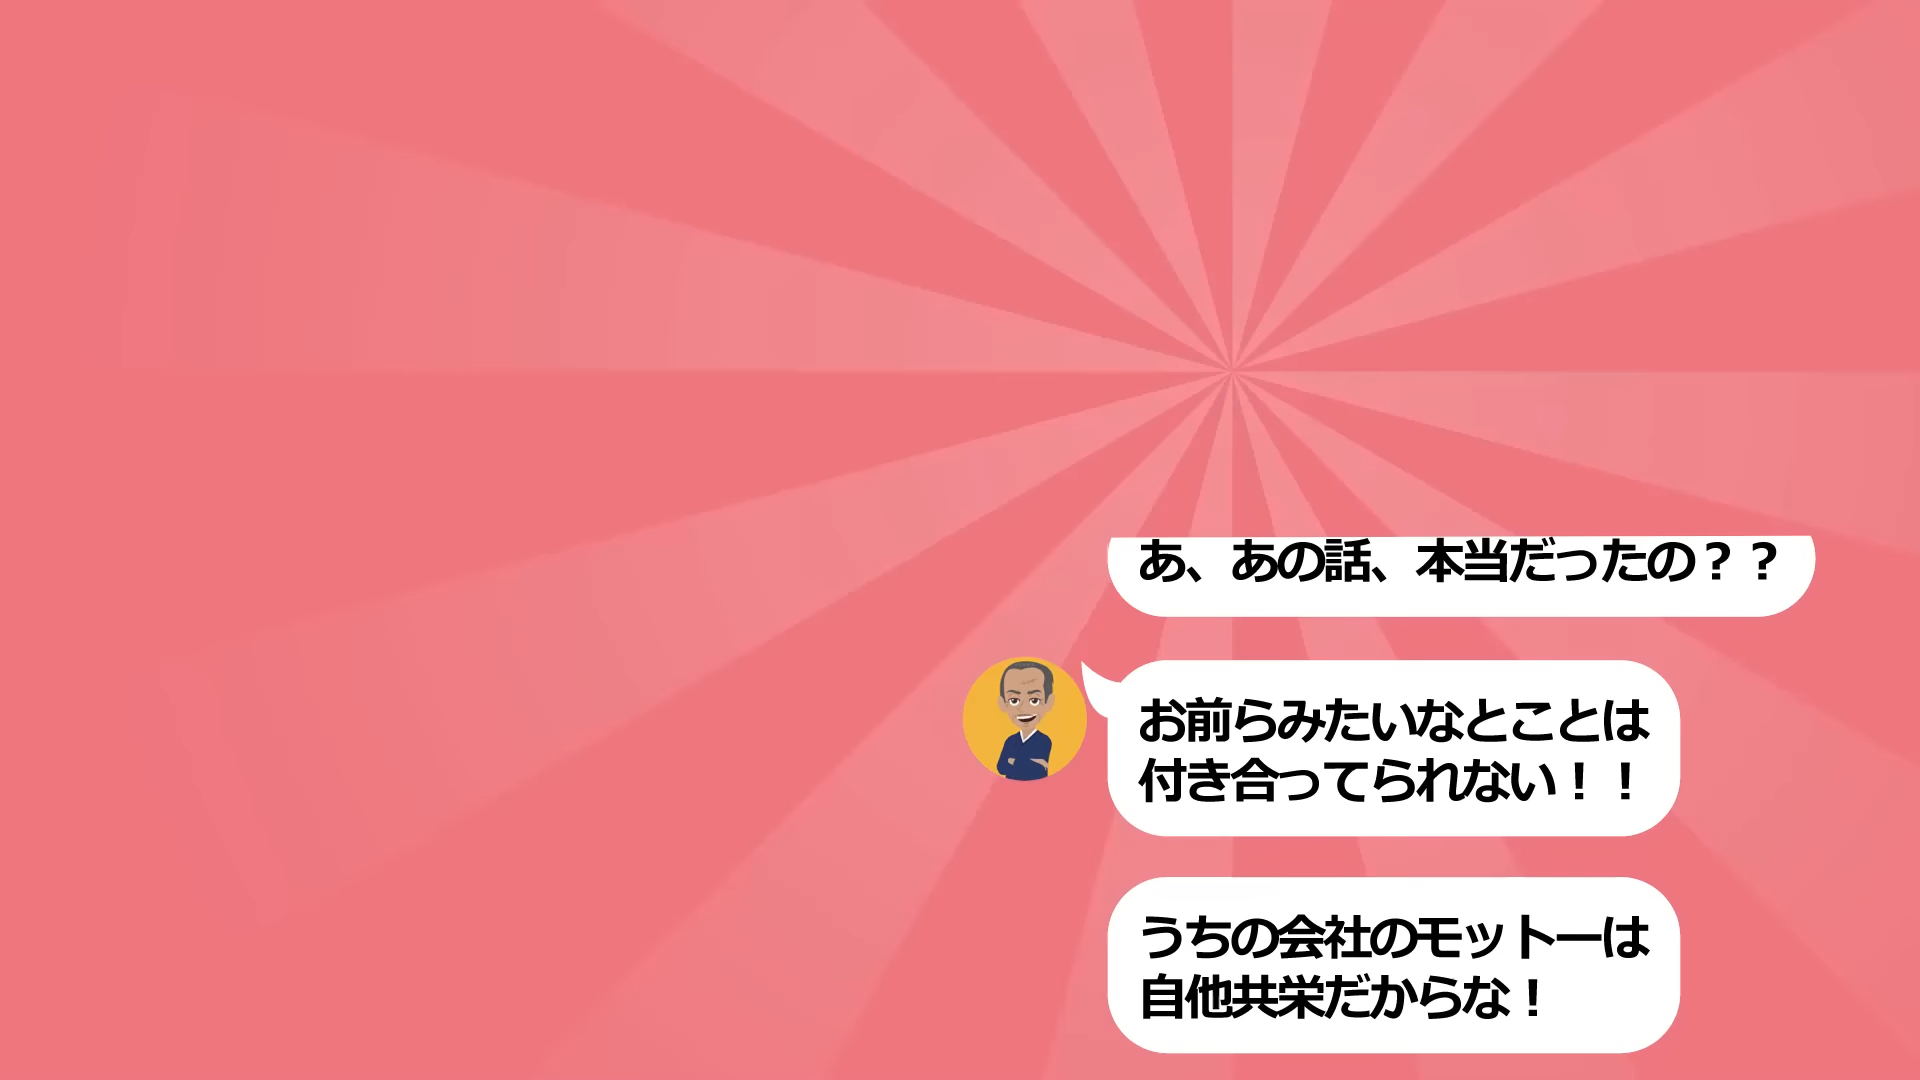 あ、あの話、本当だったの？？
お前らみたいなとことは
付き合ってられない！！
うちの会社のモットーは
自他共栄だからな！